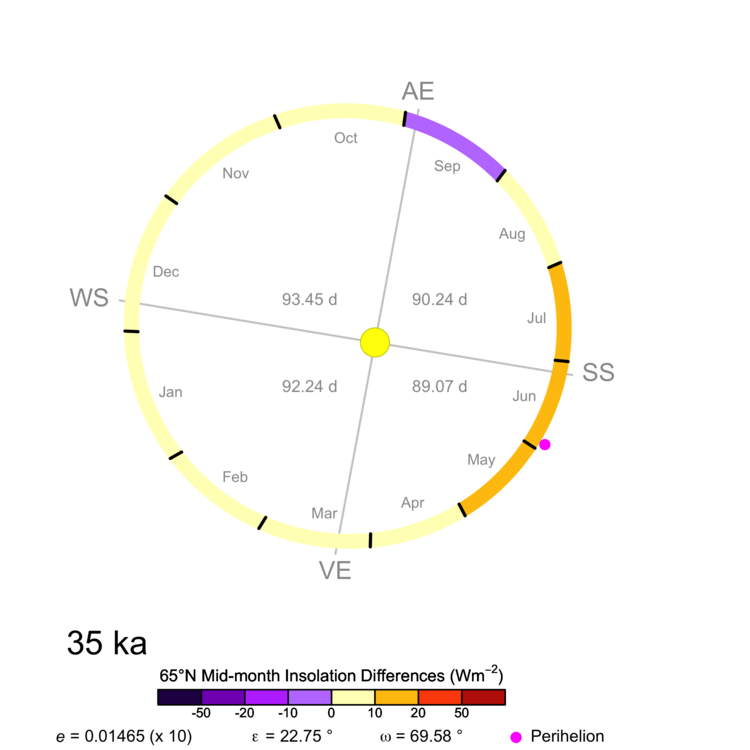 AE
Oct
Sep
Nov
Aug
Dec
WS
93.45 d
90.24 d
Jul
SS
92.24 d
89.07 d
Jun
Jan
May
Feb
Apr
Mar
VE
35 ka
65°N Mid-month Insolation Differences (Wm⁻²)
-50 -20 -10 0 10 20 50
e = 0.01465 (x 10) ε = 22.75 ° ω = 69.58 ° Perihelion